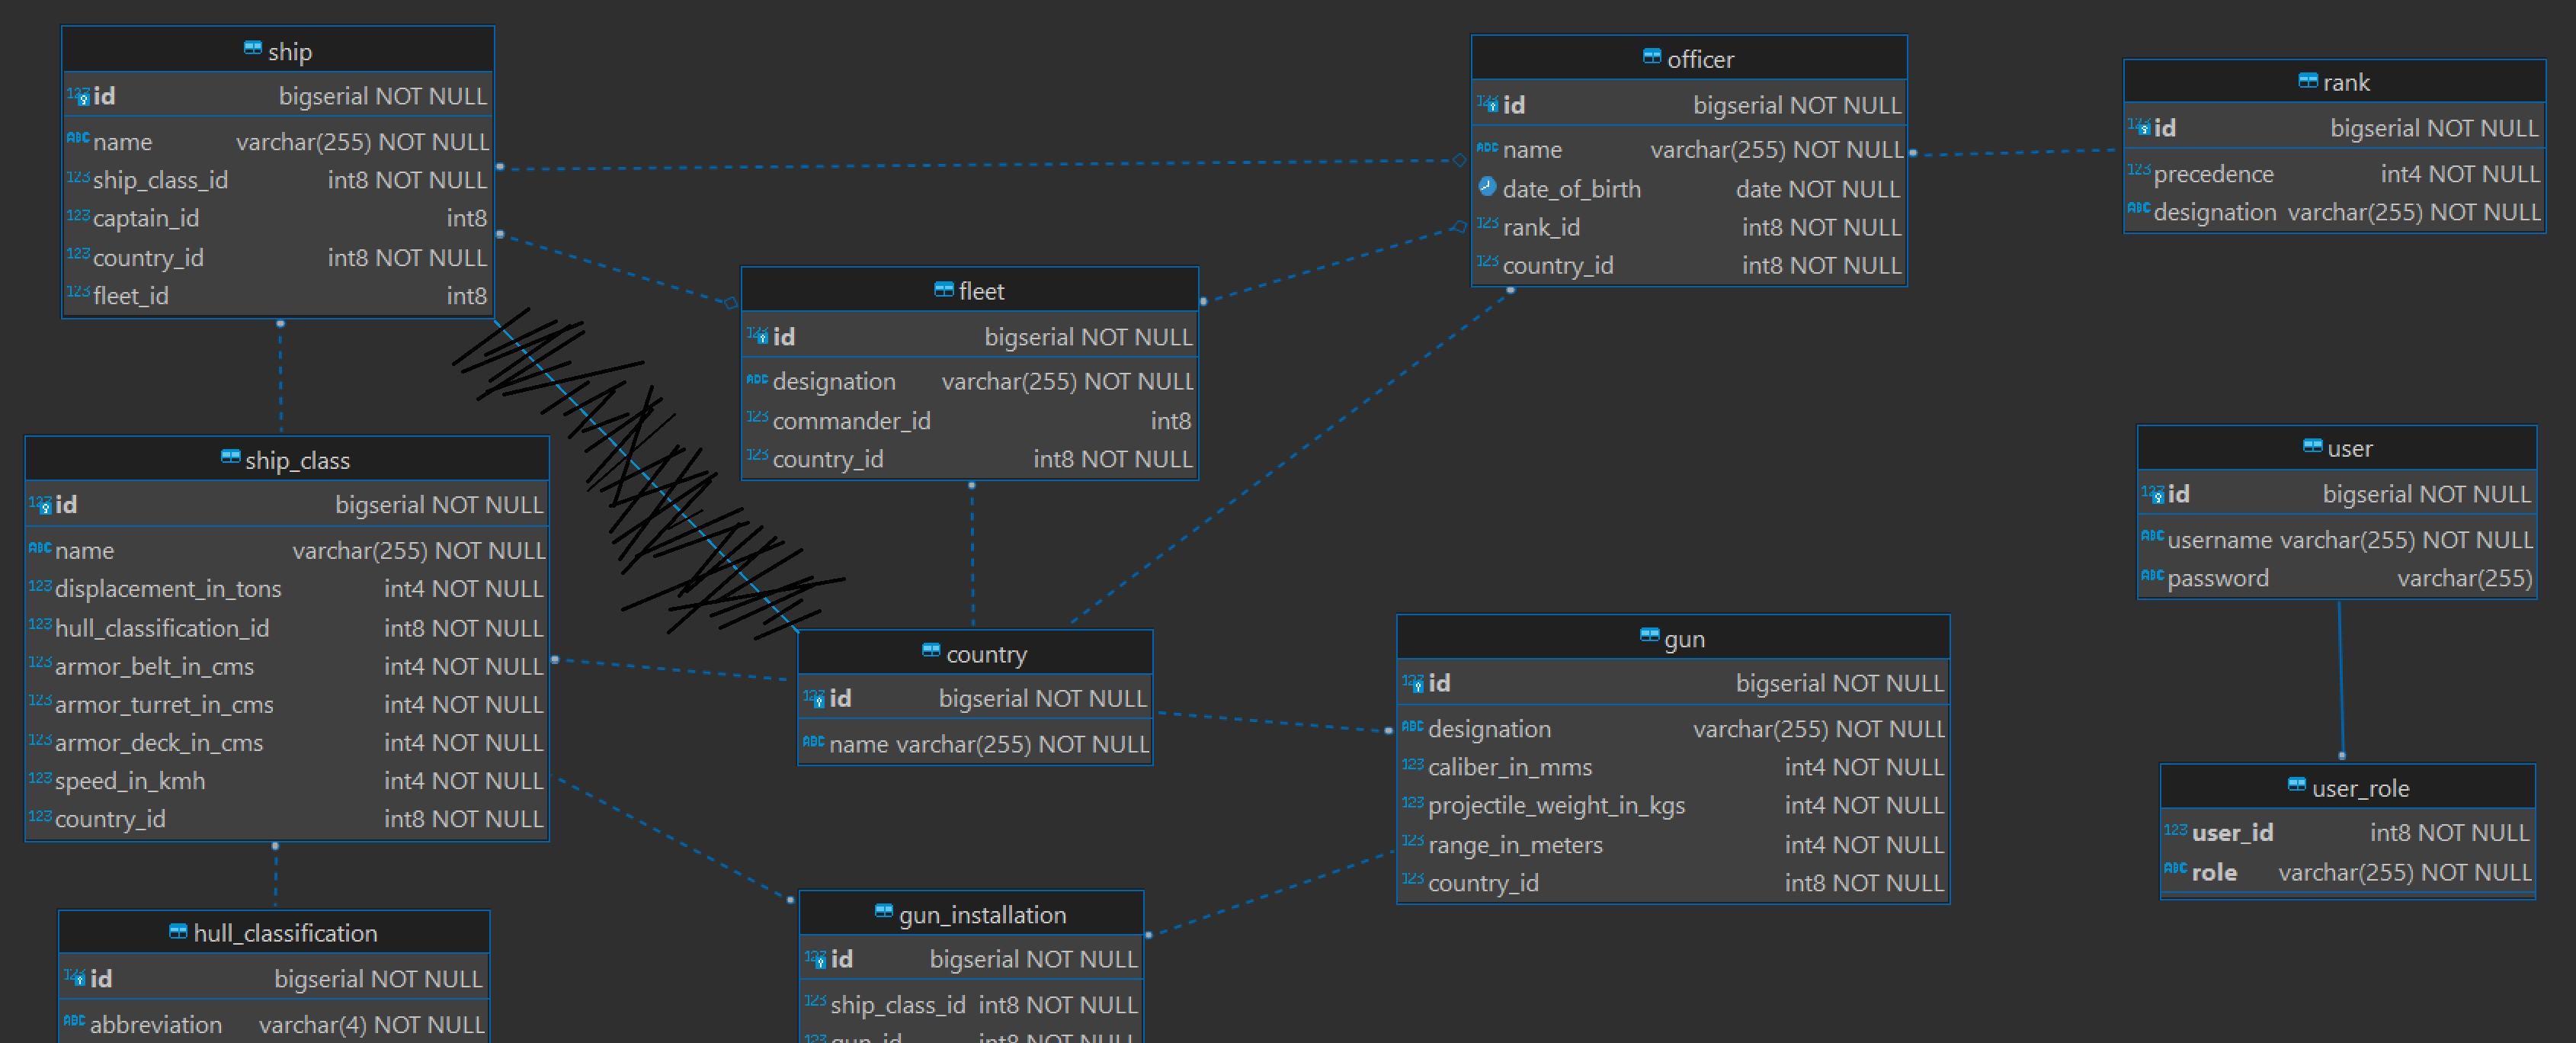 ship
id bigserial NOT NULL
name varchar(255) NOT NULL
ship_class_id int8 NOT NULL
captain_id int8
country_id int8 NOT NULL
fleet_id int8
officer
id bigserial NOT NULL
name varchar(255) NOT NULL
date_of_birth date NOT NULL
rank_id int8 NOT NULL
country_id int8 NOT NULL
rank
id bigserial NOT NULL
precedence int4 NOT NULL
designation varchar(255) NOT NULL
fleet
id bigserial NOT NULL
designation varchar(255) NOT NULL
commander_id int8
country_id int8 NOT NULL
ship_class
id bigserial NOT NULL
name varchar(255) NOT NULL
displacement_in_tons int4 NOT NULL
hull_classification_id int8 NOT NULL
armor_belt_in_cms int4 NOT NULL
armor_turret_in_cms int4 NOT NULL
armor_deck_in_cms int4 NOT NULL
speed_in_kmh int4 NOT NULL
country_id int8 NOT NULL
user
id bigserial NOT NULL
username varchar(255) NOT NULL
password varchar(255)
country
id bigserial NOT NULL
name varchar(255) NOT NULL
gun
id bigserial NOT NULL
designation varchar(255) NOT NULL
caliber_in_mms int4 NOT NULL
projectile_weight_in_kgs int4 NOT NULL
range_in_meters int4 NOT NULL
country_id int8 NOT NULL
user_role
user_id int8 NOT NULL
role varchar(255) NOT NULL
hull_classification
id bigserial NOT NULL
abbreviation varchar(4) NOT NULL
gun_installation
id bigserial NOT NULL
ship_class_id int8 NOT NULL
gun_id int8 NOT NULL